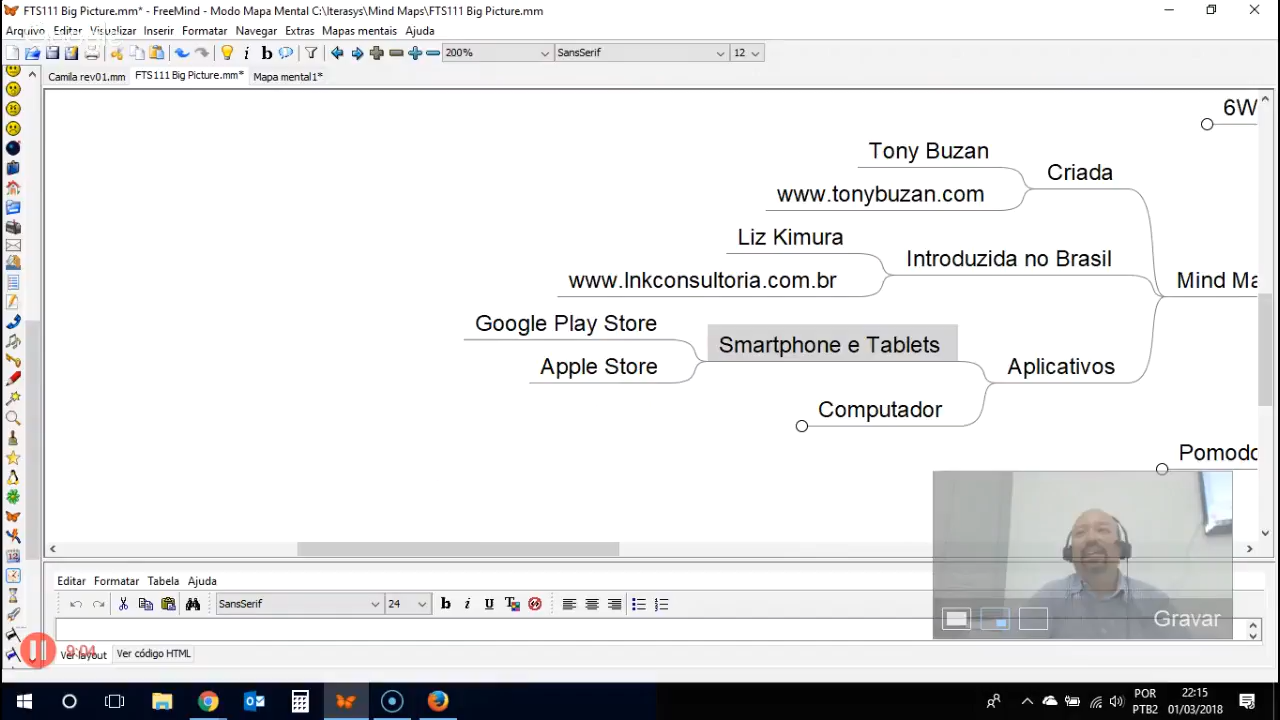 FTS111 Big Picture.mm* - FreeMind - Modo Mapa Mental C:\Iterasys\Mind Maps\FTS111 Big Picture.mm
Arquivo Editar Visualizar Inserir Formatar Navegar Extras Mapas mentais Ajuda
200% SansSerif 12
Camila rev01.mm FTS111 Big Picture.mm* Mapa mental1*
6W
Tony Buzan
Criada
www.tonybuzan.com
Liz Kimura
Introduzida no Brasil
www.lnkconsultoria.com.br
Mind Ma
Google Play Store
Smartphone e Tablets
Apple Store
Aplicativos
Computador
Pomodo
Editar Formatar Tabela Ajuda
SansSerif 24
Gravar
9:04
Ver layout Ver código HTML
POR 22:15
PTB2 01/03/2018